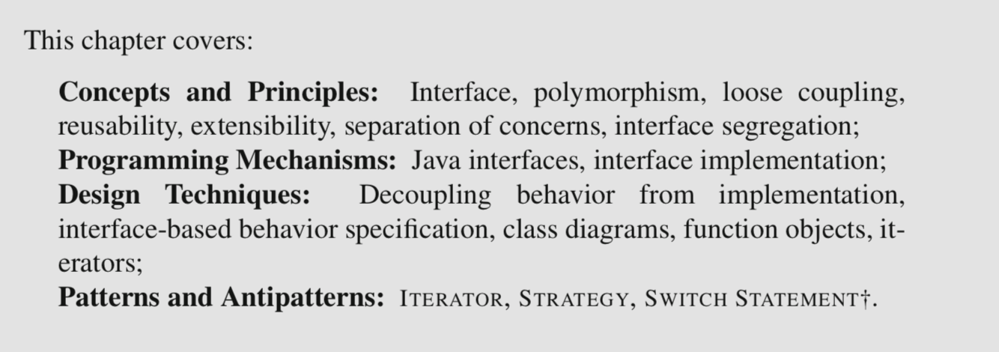 This chapter covers:
Concepts and Principles: Interface, polymorphism, loose coupling,
reusability, extensibility, separation of concerns, interface segregation;
Programming Mechanisms: Java interfaces, interface implementation;
Design Techniques: Decoupling behavior from implementation,
interface-based behavior specification, class diagrams, function objects, it-
erators;
Patterns and Antipatterns: ITERATOR, STRATEGY, SWITCH STATEMENT†.